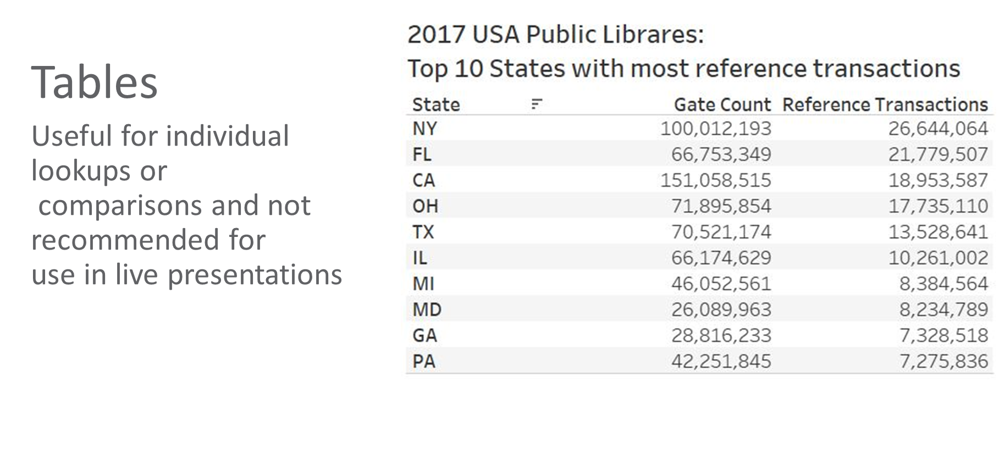 Tables
Useful for individual
lookups or
comparisons and not
recommended for
use in live presentations
2017 USA Public Librares:
Top 10 States with most reference transactions
State Gate Count Reference Transactions
NY 100,012,193 26,644,064
FL 66,753,349 21,779,507
CA 151,058,515 18,953,587
OH 71,895,854 17,735,110
TX 70,521,174 13,528,641
IL 66,174,629 10,261,002
MI 46,052,561 8,384,564
MD 26,089,963 8,234,789
GA 28,816,233 7,328,518
PA 42,251,845 7,275,836